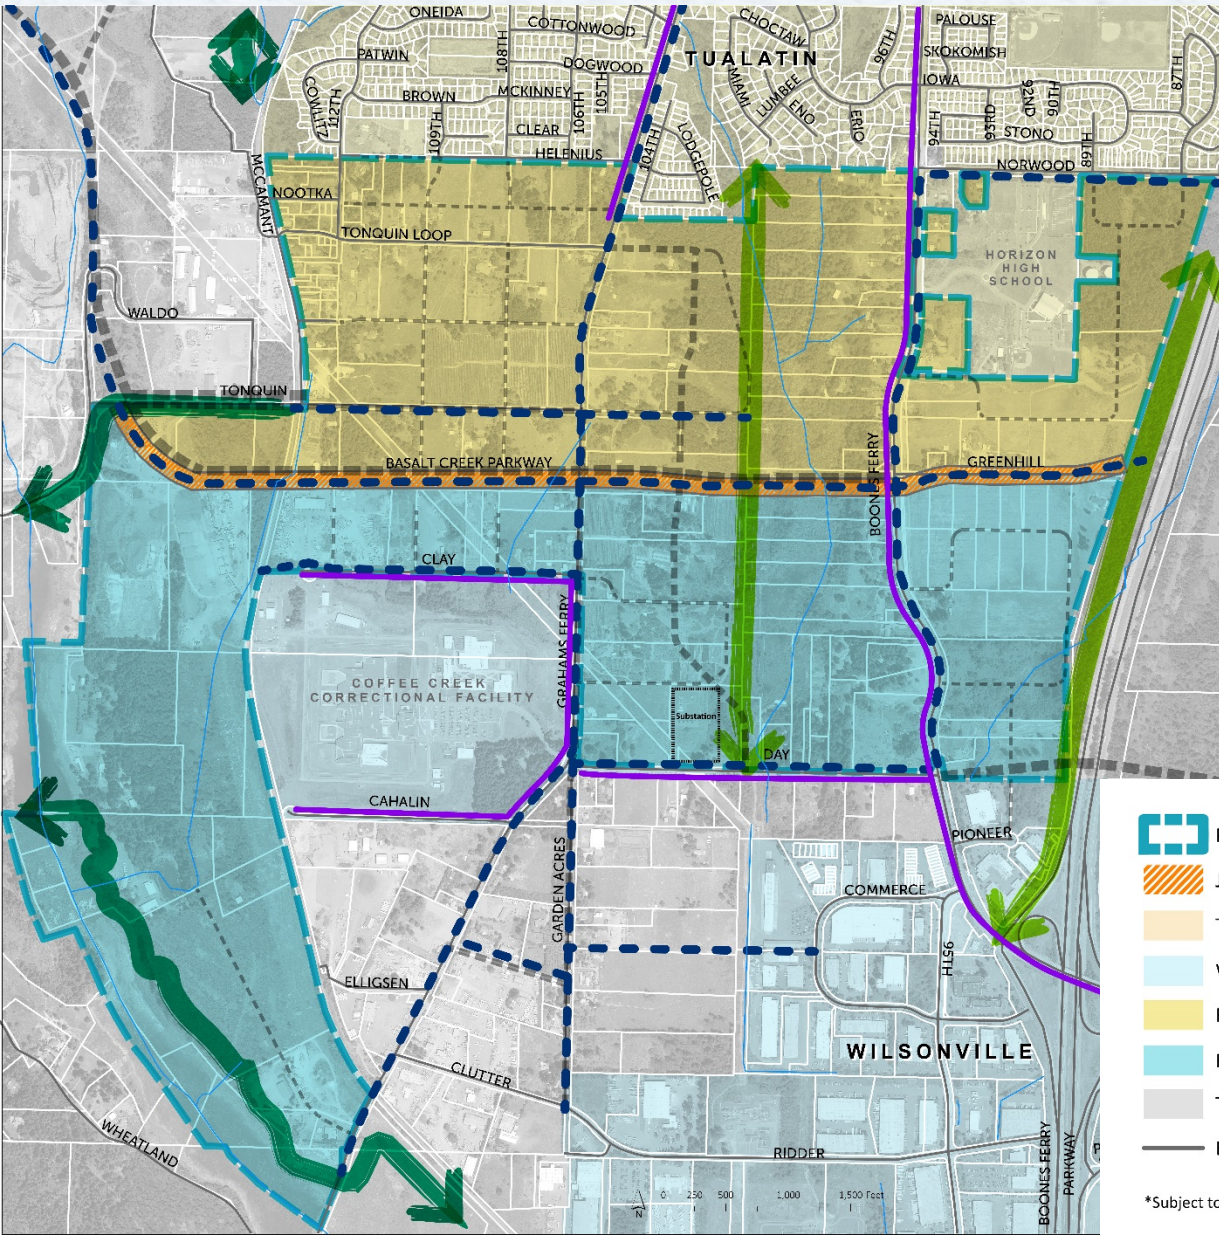 ONEIDA
COTTONWOOD
CHOCTAW
96TH
PALOUSE
PATWIN
108TH
DOGWOOD
TUALATIN
SKOKOMISH
87TH
COWLITZ
112TH
BROWN
MCKINNEY
106TH
105TH
MIAMI
LUMBEE
ENO
ERIO
IOWA
92ND
90TH
109TH
CLEAR
HELENIUS
104TH
LODGEPOLE
94TH
93RD
STONO
89TH
NORWOOD
MCCAMANT
NOOTKA
TONQUIN LOOP
HORIZON
HIGH
SCHOOL
WALDO
TONQUIN
BASALT CREEK PARKWAY
BOONES FERRY
GREENHILL
CLAY
GRAHAMS FERRY
COFFEE CREEK
CORRECTIONAL FACILITY
Substation
DAY
CAHALIN
GARDEN ACRES
PIONEER
COMMERCE
95TH
ELLIGSEN
CLUTTER
WILSONVILLE
WHEATLAND
RIDDER
BOONES FERRY
PARKWAY
N
0 250 500 1,000 1,500 Feet
*Subject to